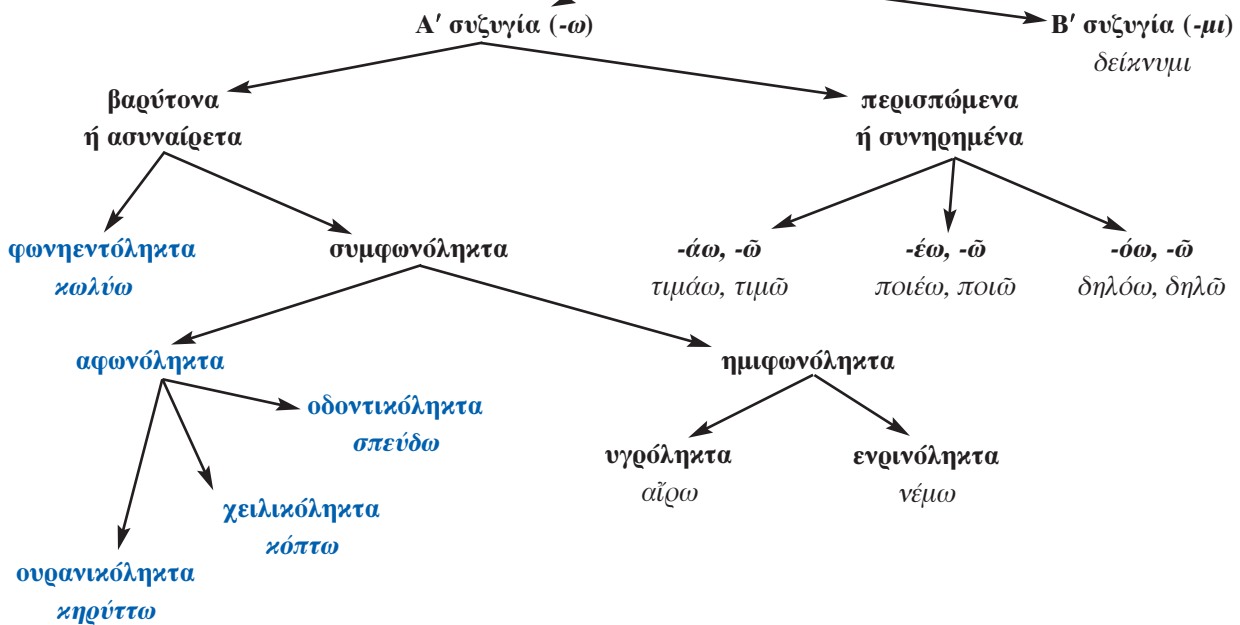 Α′ συζυγία (-ω)
Β′ συζυγία (-μι)
δείκνυμι
βαρύτονα
ή ασυναίρετα
περισπώμενα
ή συνηρημένα
φωνηεντόληκτα
κωλύω
συμφωνόληκτα
-άω, -ῶ
τιμάω, τιμῶ
-έω, -ῶ
ποιέω, ποιῶ
-όω, -ῶ
δηλόω, δηλῶ
αφωνόληκτα
ημιφωνόληκτα
οδοντικόληκτα
σπεύδω
υγρόληκτα
αἴρω
ενρινόληκτα
νέμω
χειλικόληκτα
κόπτω
ουρανικόληκτα
κηρύττω